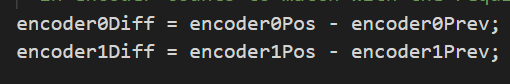 encoder0Diff = encoder0Pos - encoder0Prev;
encoder1Diff = encoder1Pos - encoder1Prev;